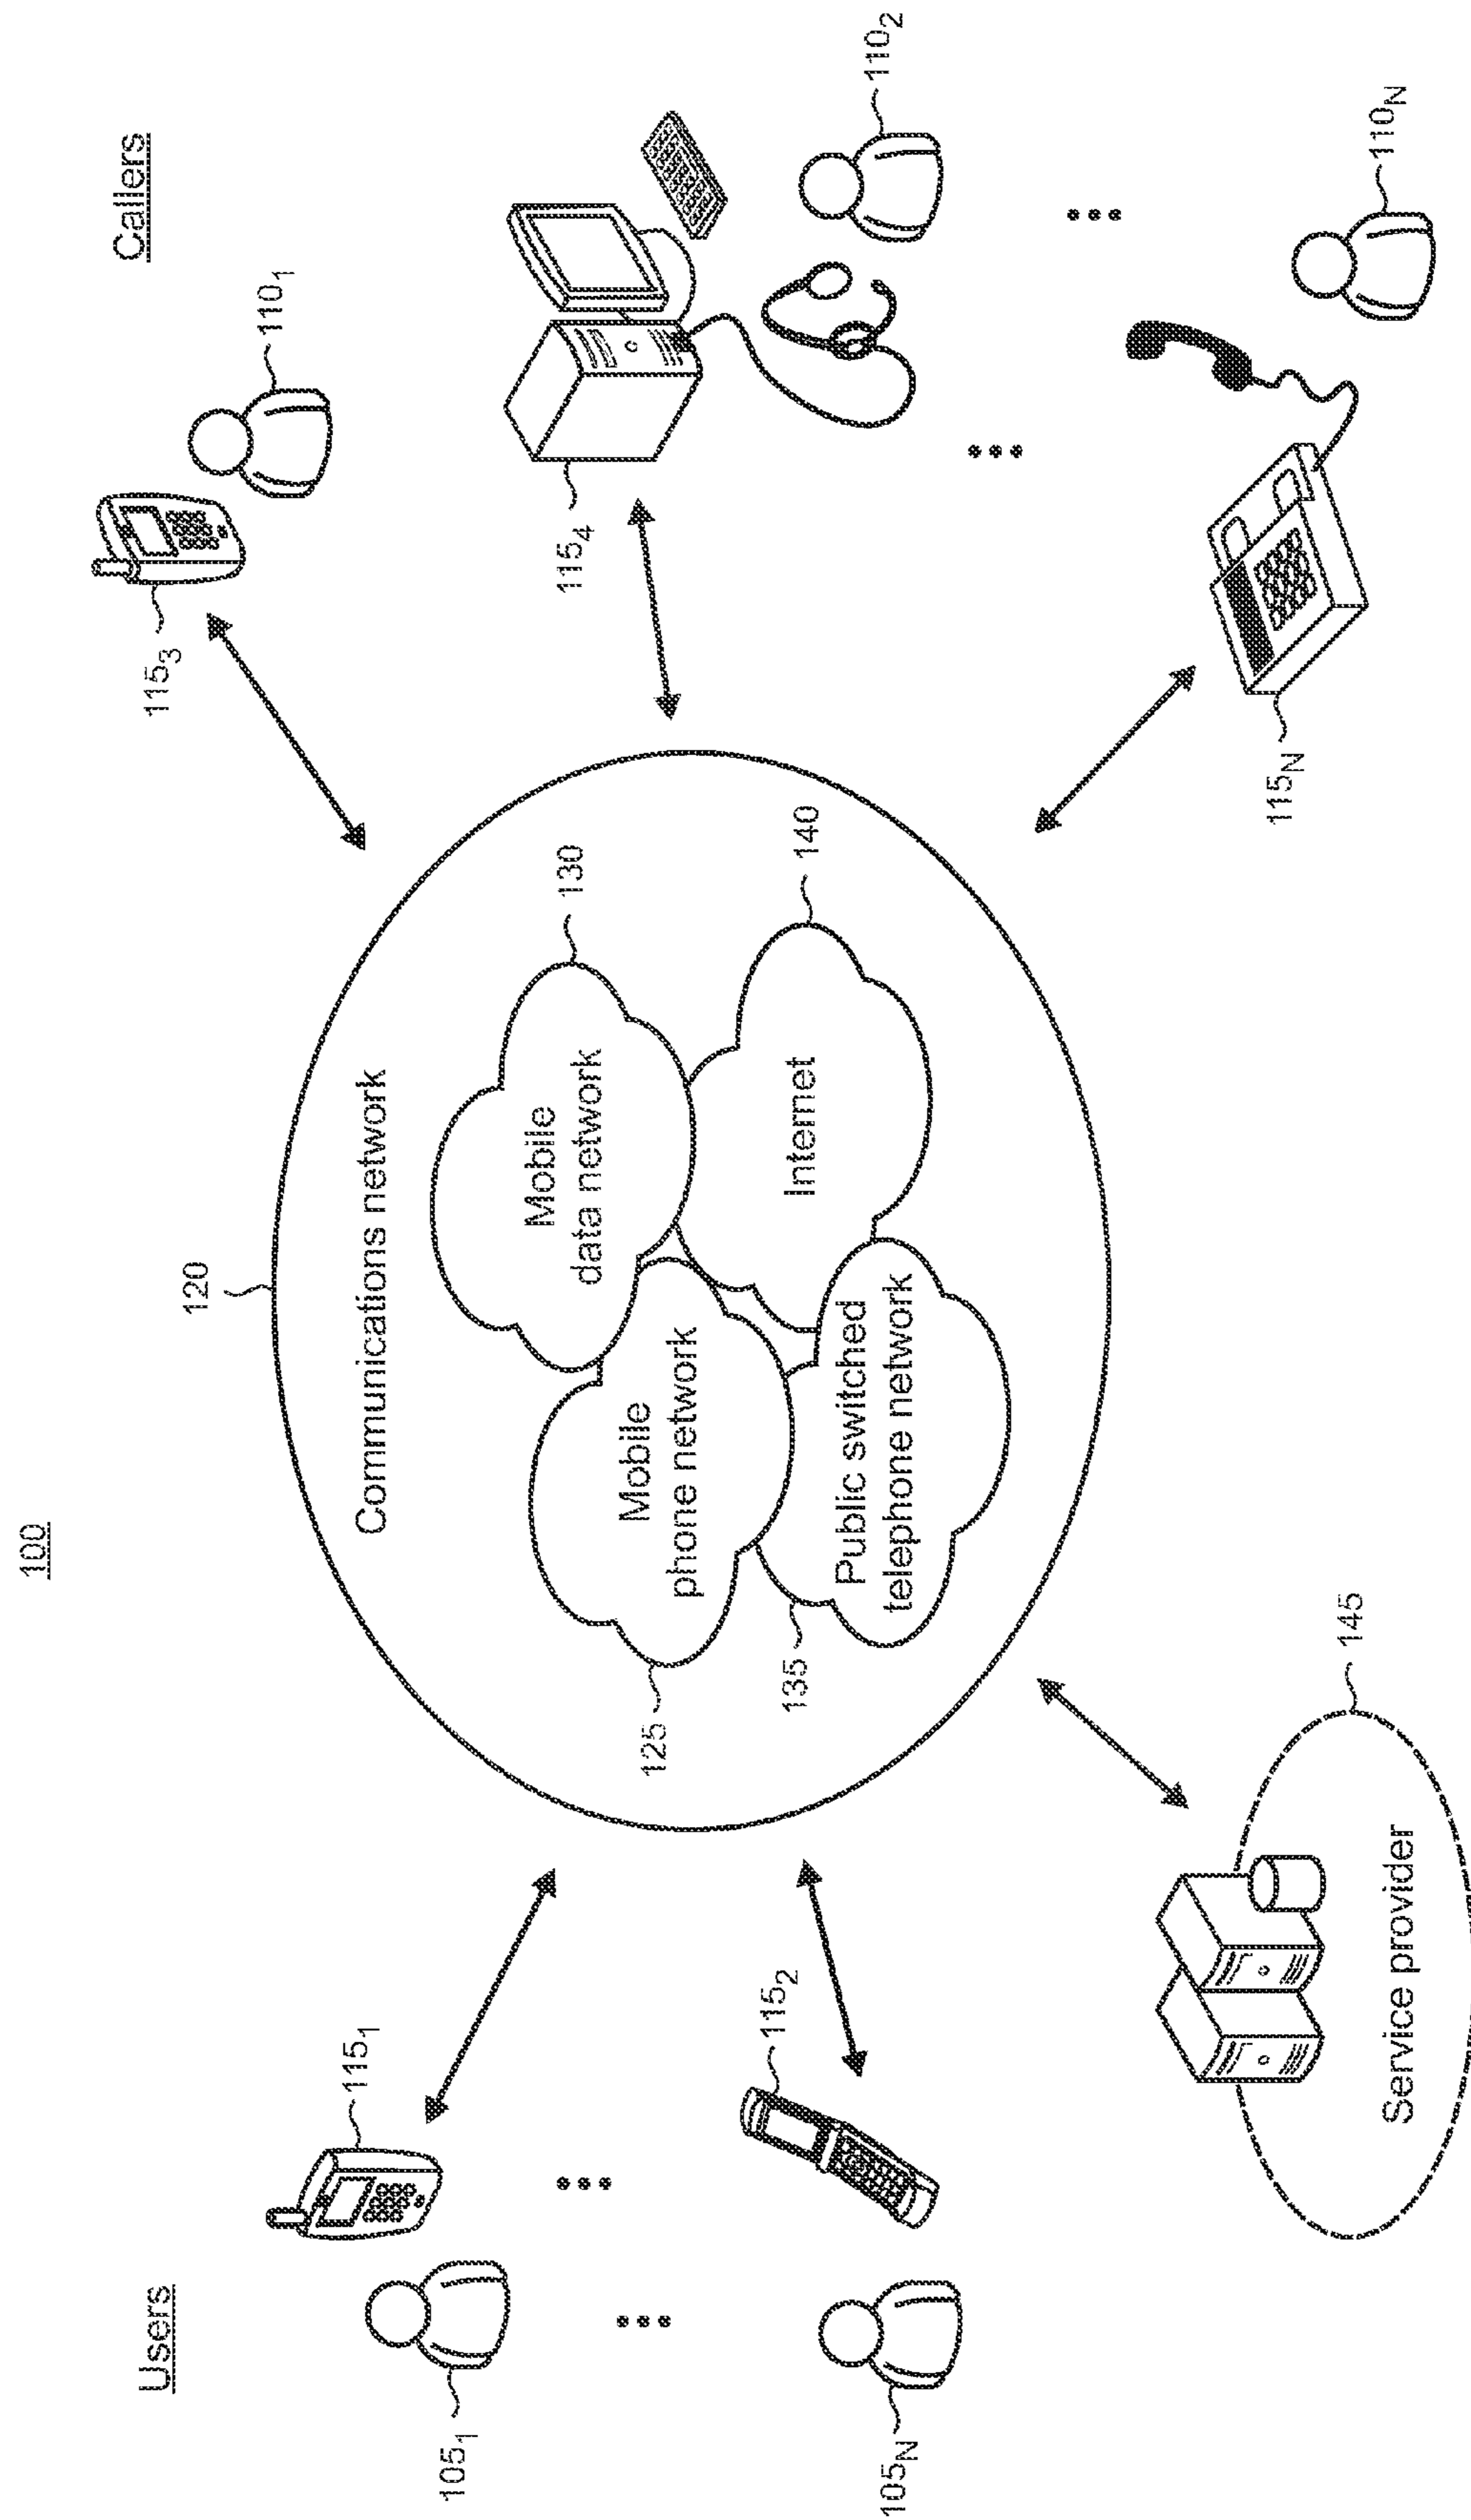 100
Users
Callers
120
Communications network
115₃
110₁
115₁
105₁
130
Mobile
data network
125
Mobile
phone network
115₄
110₂
140
Internet
115₂
105N
135
Public switched
telephone network
115N
110N
145
Service provider